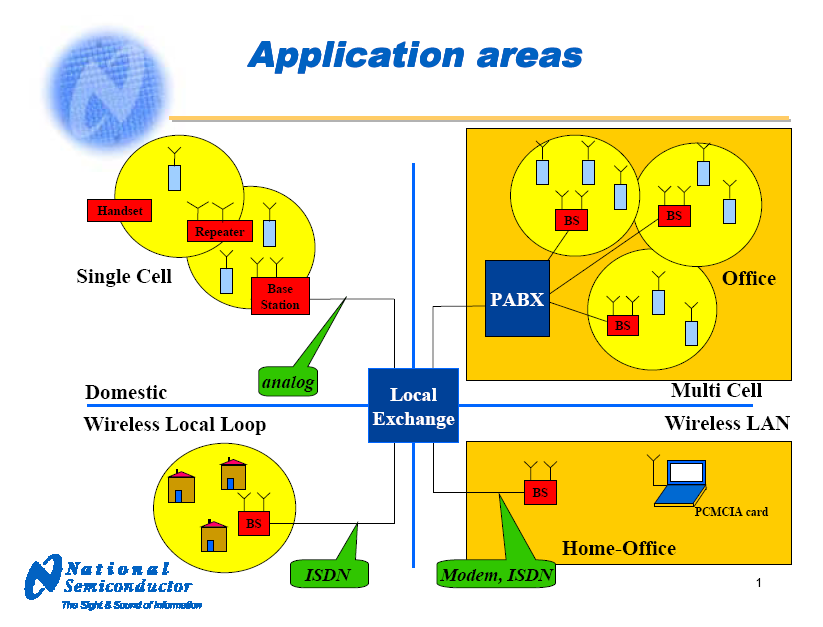 Application areas
Handset
Repeater
Base
Station
Single Cell
analog
Domestic
BS
BS
BS
PABX
Office
Multi Cell
Local
Exchange
Wireless Local Loop
BS
ISDN
Wireless LAN
BS
PCMCIA card
Home-Office
Modem, ISDN
National
Semiconductor
The Sight & Sound of Information
1